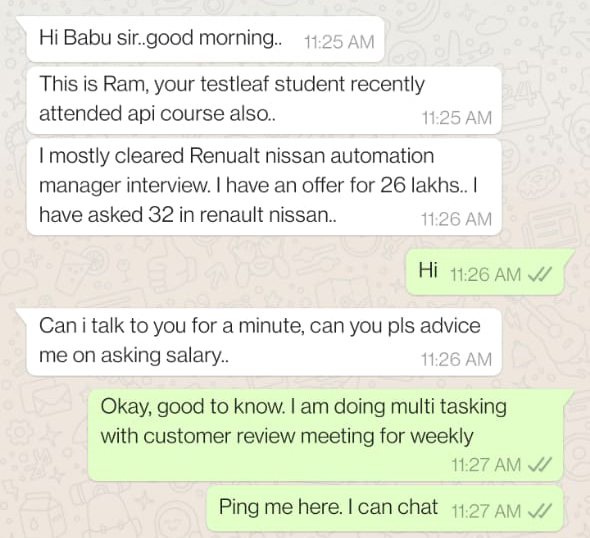 Hi Babu sir..good morning.. 11:25 AM
This is Ram, your testleaf student recently
attended api course also.. 11:25 AM
I mostly cleared Renualt nissan automation
manager interview. I have an offer for 26 lakhs.. I
have asked 32 in renault nissan.. 11:26 AM
Hi 11:26 AM
Can i talk to you for a minute, can you pls advice
me on asking salary.. 11:26 AM
Okay, good to know. I am doing multi tasking
with customer review meeting for weekly
11:27 AM
Ping me here. I can chat 11:27 AM